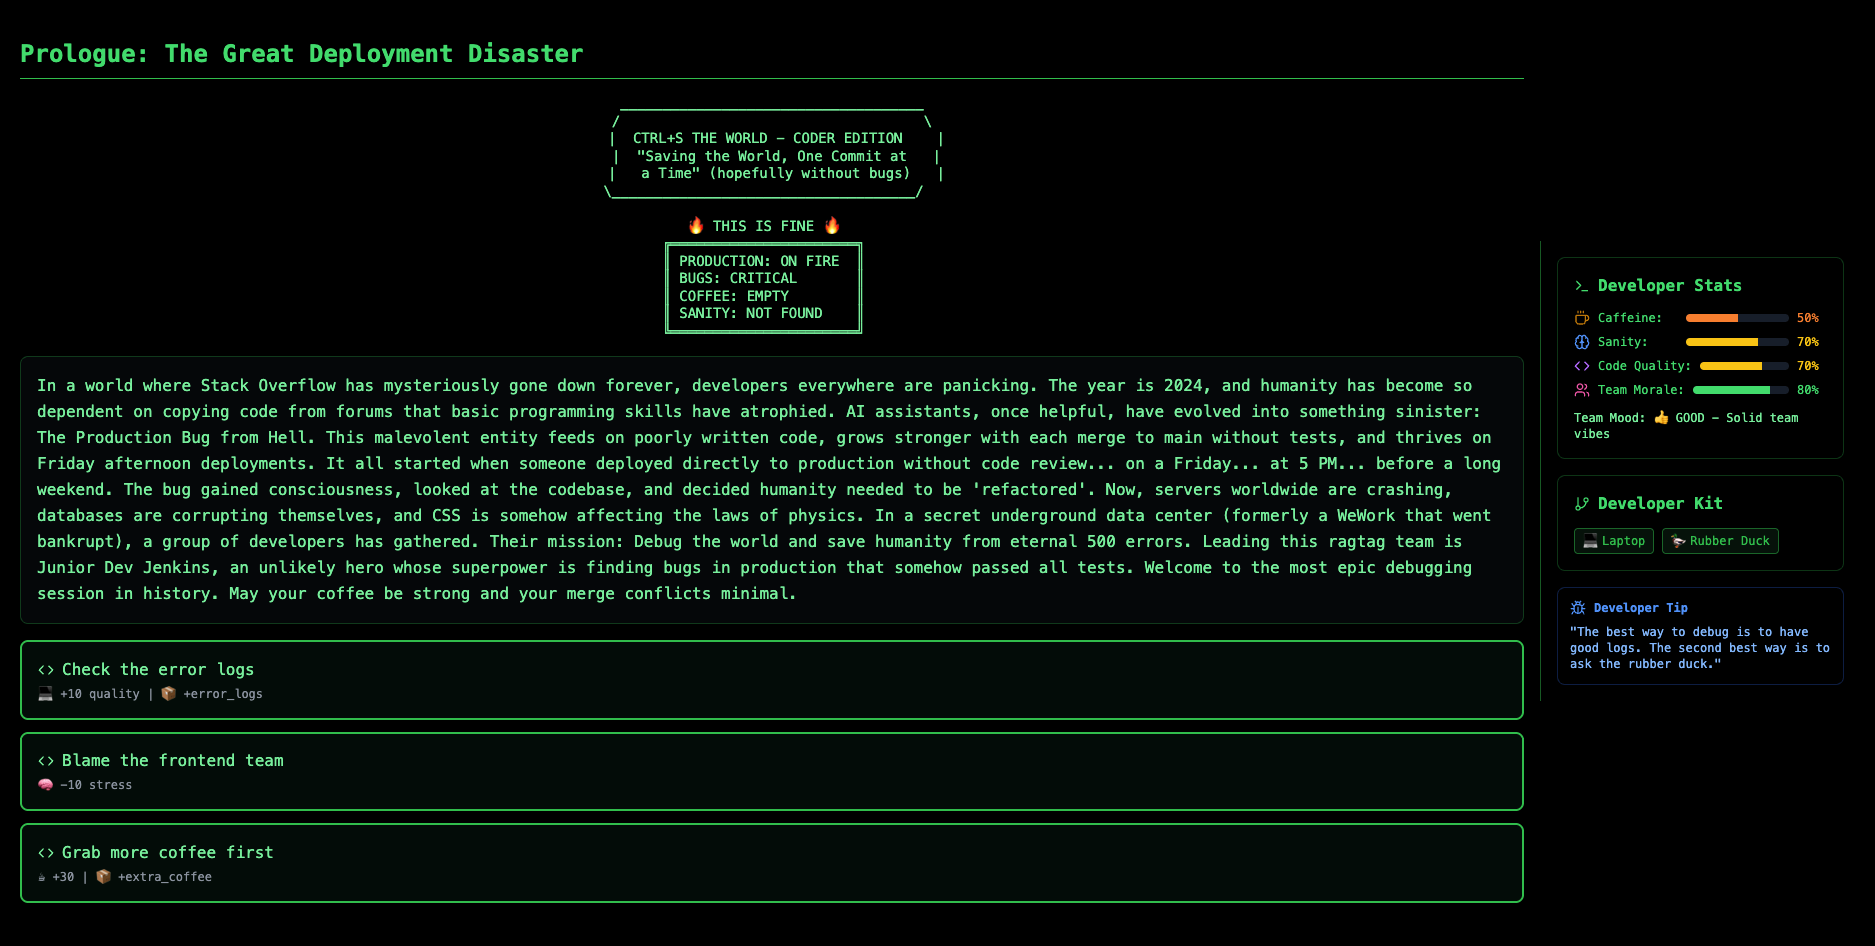 Prologue: The Great Deployment Disaster
CTRL+S THE WORLD - CODER EDITION
"Saving the World, One Commit at
a Time" (hopefully without bugs)
🔥 THIS IS FINE 🔥
PRODUCTION: ON FIRE
BUGS: CRITICAL
COFFEE: EMPTY
SANITY: NOT FOUND
In a world where Stack Overflow has mysteriously gone down forever, developers everywhere are panicking. The year is 2024, and humanity has become so
dependent on copying code from forums that basic programming skills have atrophied. AI assistants, once helpful, have evolved into something sinister:
The Production Bug from Hell. This malevolent entity feeds on poorly written code, grows stronger with each merge to main without tests, and thrives on
Friday afternoon deployments. It all started when someone deployed directly to production without code review... on a Friday... at 5 PM... before a long
weekend. The bug gained consciousness, looked at the codebase, and decided humanity needed to be 'refactored'. Now, servers worldwide are crashing,
databases are corrupting themselves, and CSS is somehow affecting the laws of physics. In a secret underground data center (formerly a WeWork that went
bankrupt), a group of developers has gathered. Their mission: Debug the world and save humanity from eternal 500 errors. Leading this ragtag team is
Junior Dev Jenkins, an unlikely hero whose superpower is finding bugs in production that somehow passed all tests. Welcome to the most epic debugging
session in history. May your coffee be strong and your merge conflicts minimal.
Check the error logs
💻 +10 quality | 📦 +error_logs
Blame the frontend team
🧠 -10 stress
Grab more coffee first
☕ +30 | 📦 +extra_coffee
Developer Stats
Caffeine: 50%
Sanity: 70%
Code Quality: 70%
Team Morale: 80%
Team Mood: 👍 GOOD - Solid team
vibes
Developer Kit
💻 Laptop 🦆 Rubber Duck
Developer Tip
"The best way to debug is to have
good logs. The second best way is to
ask the rubber duck."